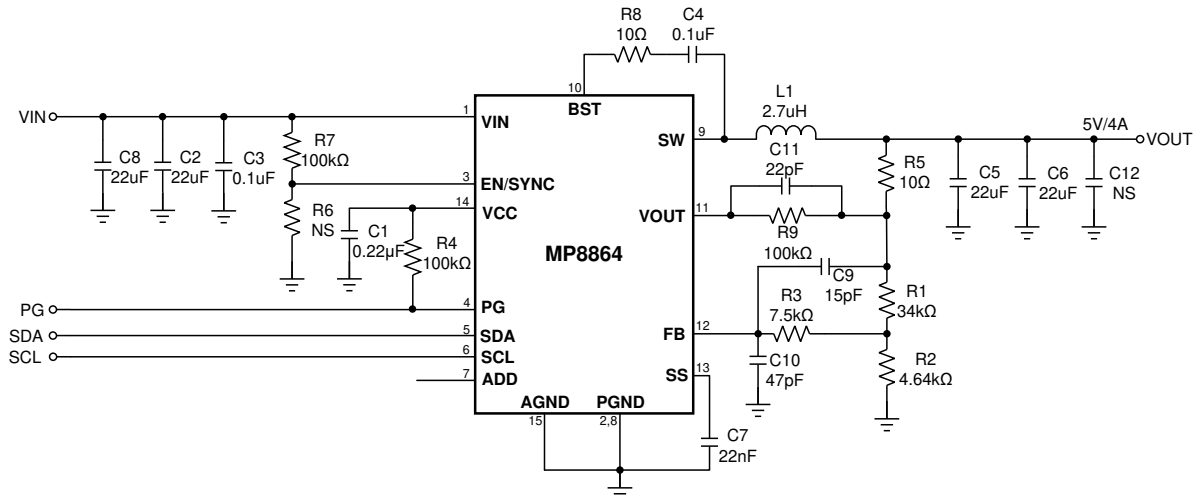 R8
10Ω
C4
0.1uF
10
BST
L1
2.7uH
VIN
1
VIN
SW
9
5V/4A
VOUT
C8
22uF
C2
22uF
C3
0.1uF
R7
100kΩ
C11
22pF
R5
10Ω
C5
22uF
C6
22uF
C12
NS
3
EN/SYNC
R6
NS
C1
0.22µF
R4
100kΩ
14
VCC
VOUT
11
R9
100kΩ
MP8864
C9
15pF
R3
7.5kΩ
R1
34kΩ
PG
4
PG
SDA
5
SDA
SCL
6
SCL
7
ADD
FB
12
C10
47pF
R2
4.64kΩ
SS
13
AGND
PGND
15
2,8
C7
22nF